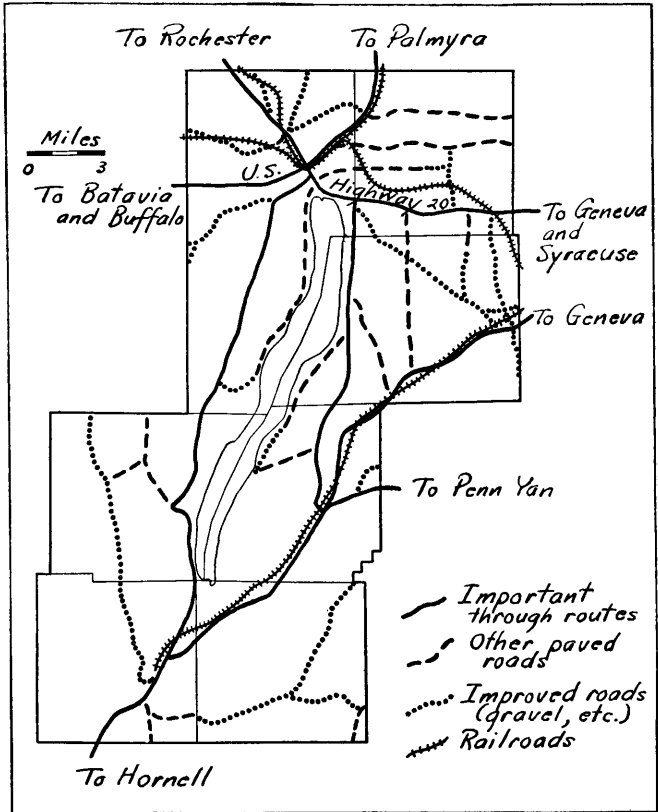 To Rochester
To Palmyra
Miles
0 3
U.S.
Highway 20
To Batavia
and Buffalo
To Geneva
and
Syracuse
To Geneva
To Penn Yan
Important
through routes
Other paved
roads
Improved roads
(gravel, etc.)
Railroads
To Hornell